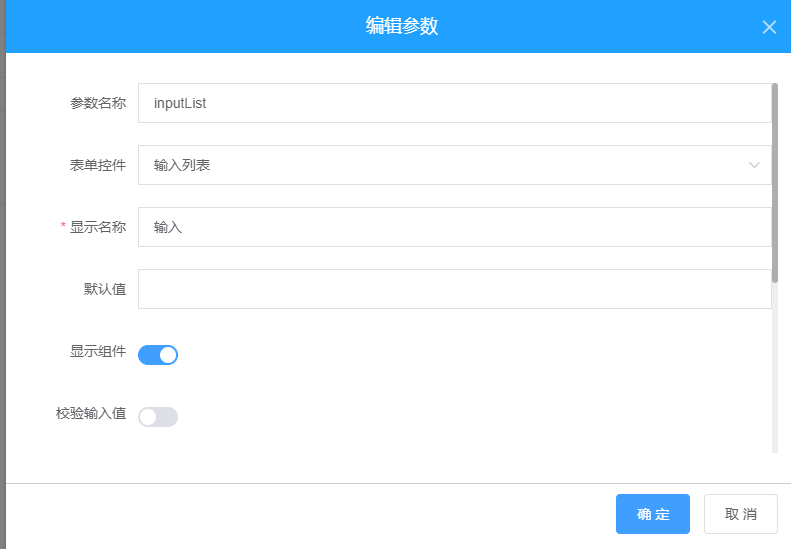 编辑参数
参数名称 inputList
表单控件 输入列表
* 显示名称 输入
默认值
显示组件
校验输入值
确定 取消